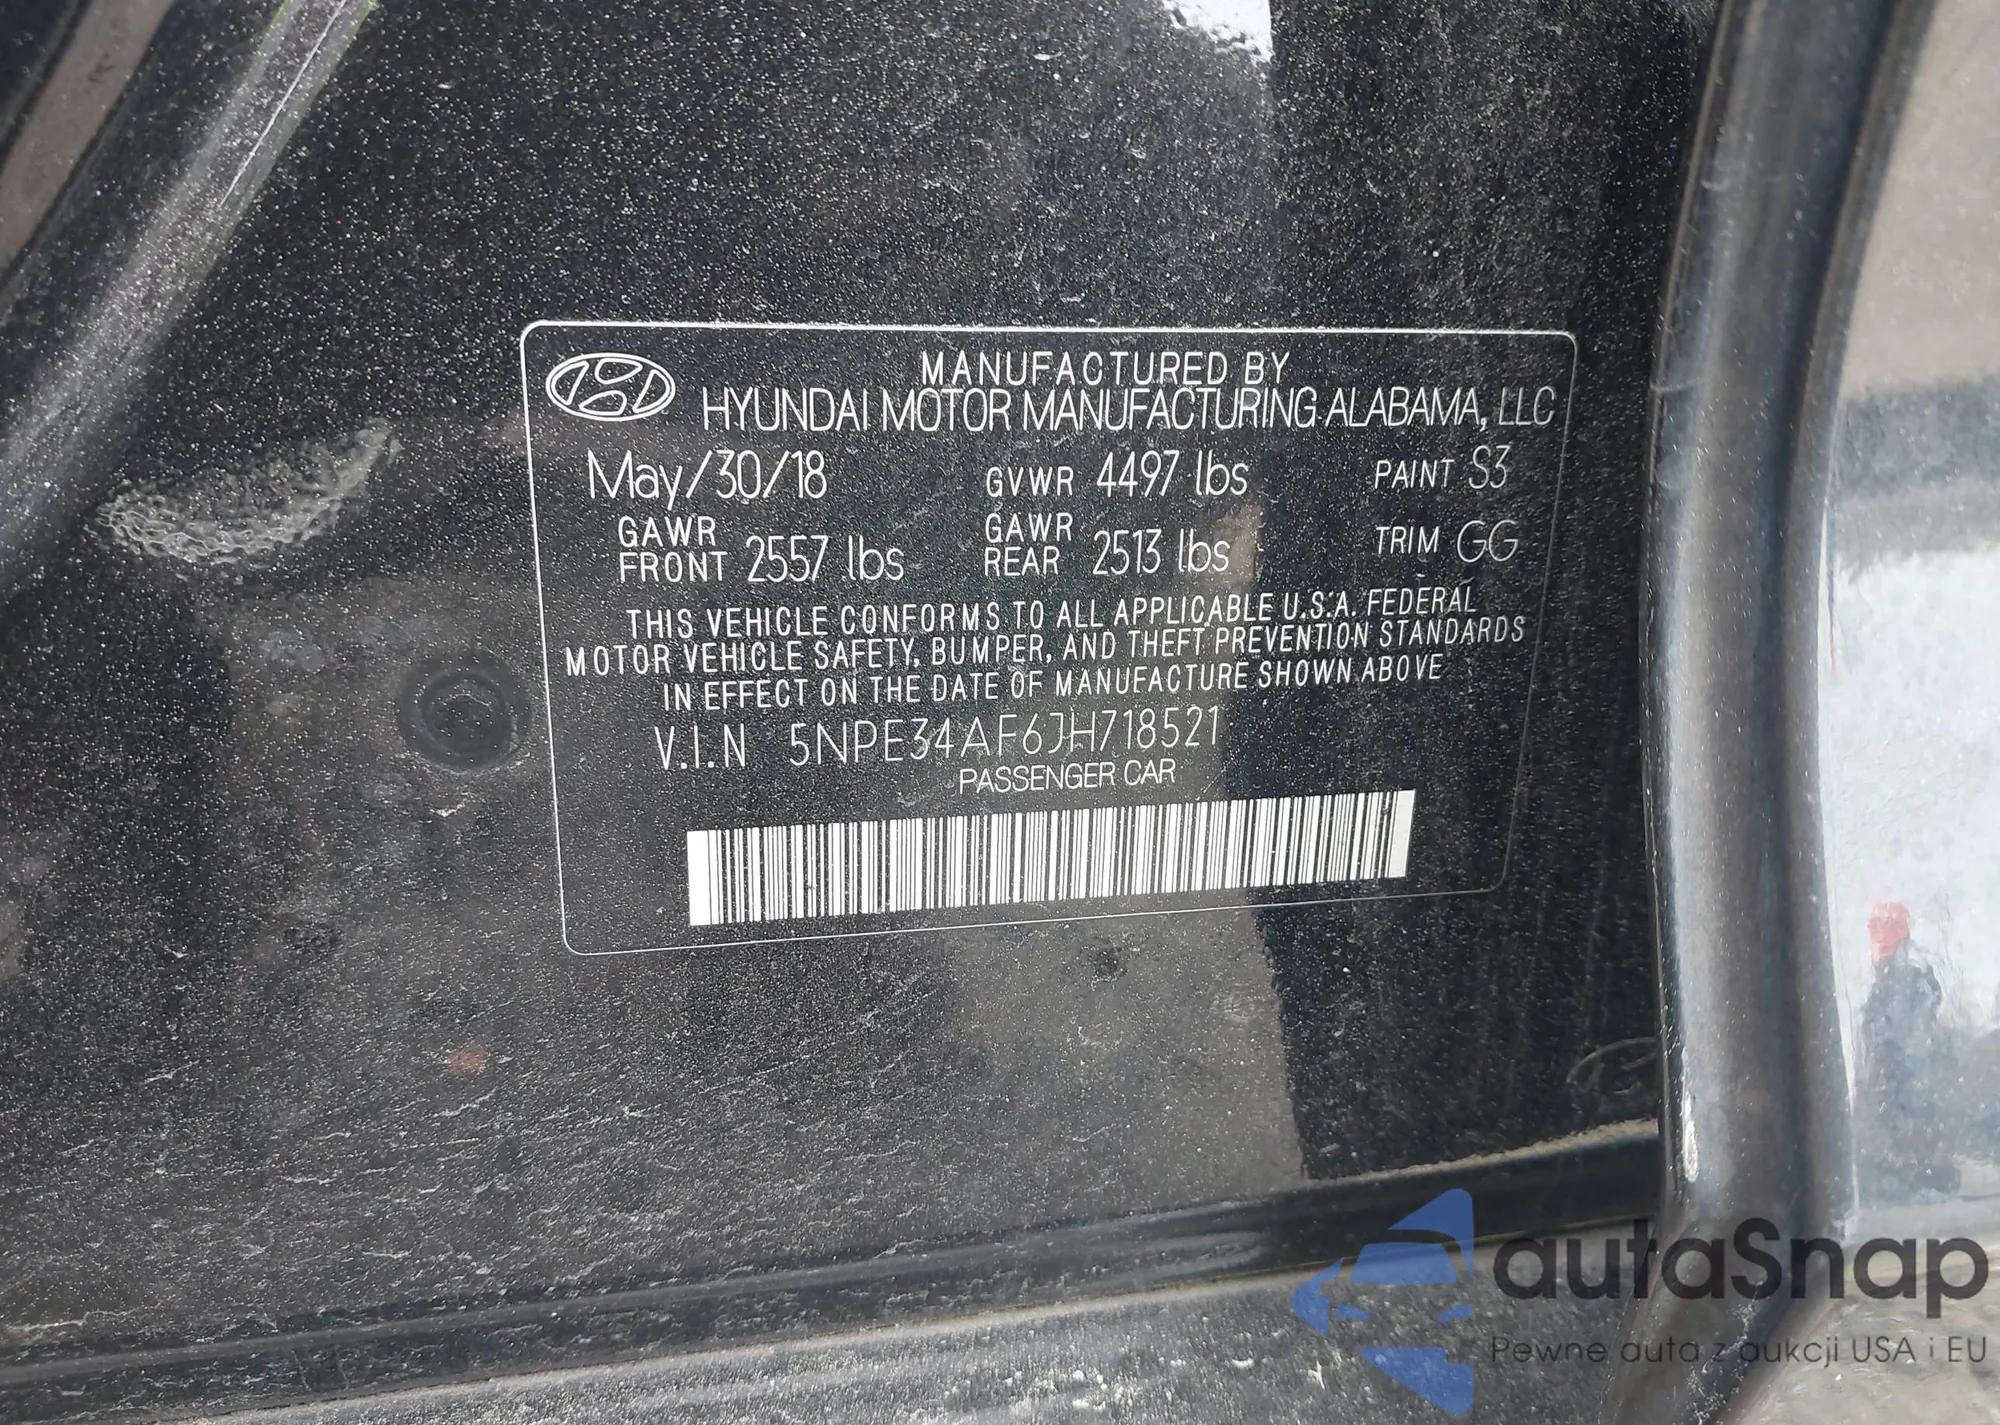 MANUFACTURED BY
HYUNDAI MOTOR MANUFACTURING ALABAMA, LLC
May/30/18 GVWR 4497 lbs PAINT S3
GAWR FRONT 2557 lbs GAWR REAR 2513 lbs TRIM GG
THIS VEHICLE CONFORMS TO ALL APPLICABLE U.S.A. FEDERAL
MOTOR VEHICLE SAFETY, BUMPER, AND THEFT PREVENTION STANDARDS
IN EFFECT ON THE DATE OF MANUFACTURE SHOWN ABOVE
V.I.N 5NPE34AF6JH718521
PASSENGER CAR
autaSnap
Pewne auta z aukcji USA i EU